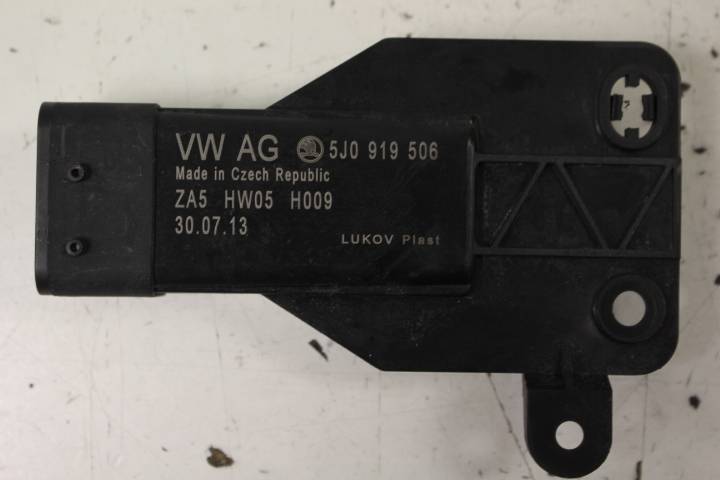 VW AG 5J0 919 506
Made in Czech Republic
ZA5 HW05 H009
30.07.13
LUKOV Plast